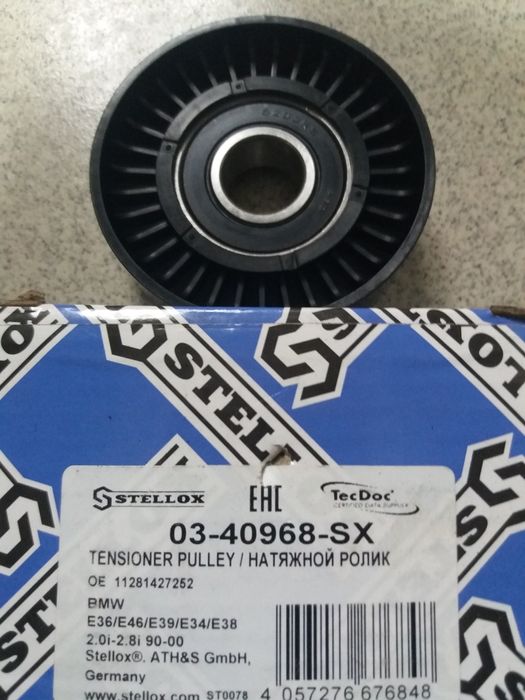 STELLOX
STELLOX
STELLOX
EAC
TecDoc
CERTIFIED DATA SUPPLIER
03-40968-SX
TENSIONER PULLEY / НАТЯЖНОЙ РОЛИК
OE 11281427252
BMW
E36/E46/E39/E34/E38
2.0i-2.8i 90-00
Stellox®. ATH&S GmbH,
Germany
www.stellox.com ST0078
4 057276 676848